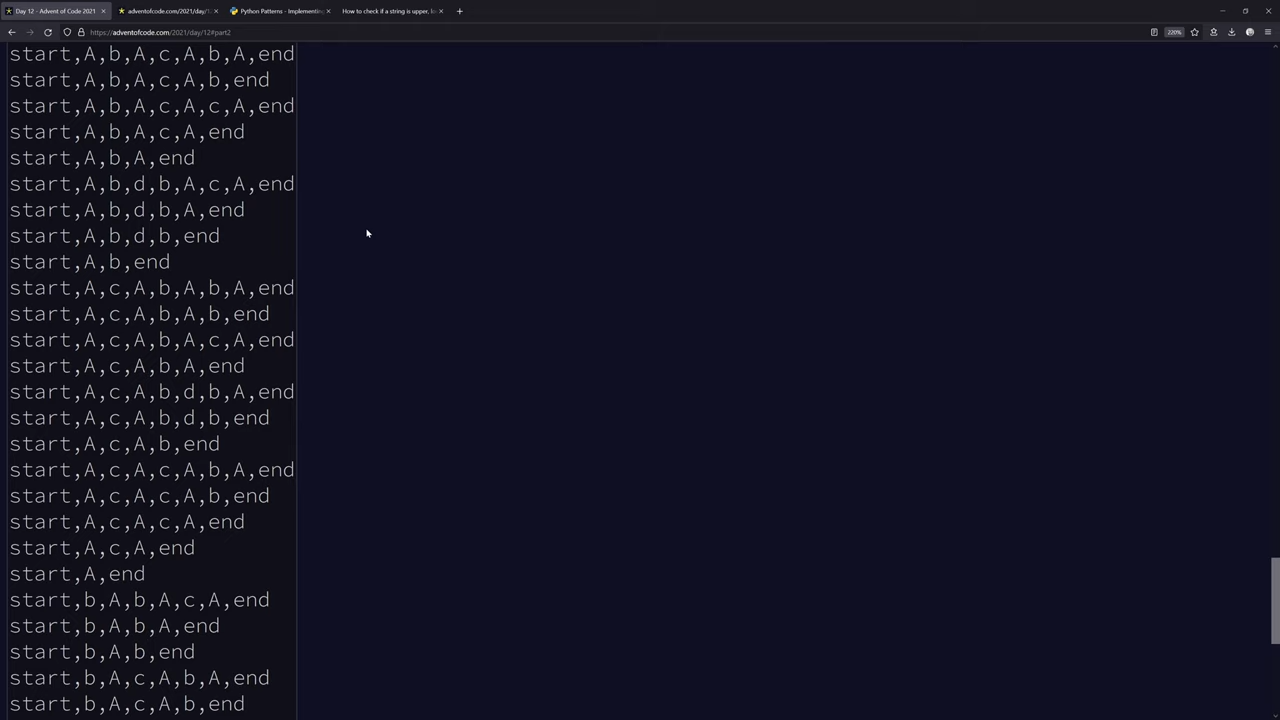 Day 12 - Advent of Code 2021
adventofcode.com/2021/day/12
Python Patterns - Implementing
How to check if a string is upper, l
https://adventofcode.com/2021/day/12#part2
220%
start,A,b,A,c,A,b,A,end
start,A,b,A,c,A,b,end
start,A,b,A,c,A,c,A,end
start,A,b,A,c,A,end
start,A,b,A,end
start,A,b,d,b,A,c,A,end
start,A,b,d,b,A,end
start,A,b,d,b,end
start,A,b,end
start,A,c,A,b,A,b,A,end
start,A,c,A,b,A,b,end
start,A,c,A,b,A,c,A,end
start,A,c,A,b,A,end
start,A,c,A,b,d,b,A,end
start,A,c,A,b,d,b,end
start,A,c,A,b,end
start,A,c,A,c,A,b,A,end
start,A,c,A,c,A,b,end
start,A,c,A,c,A,end
start,A,c,A,end
start,A,end
start,b,A,b,A,c,A,end
start,b,A,b,A,end
start,b,A,b,end
start,b,A,c,A,b,A,end
start,b,A,c,A,b,end